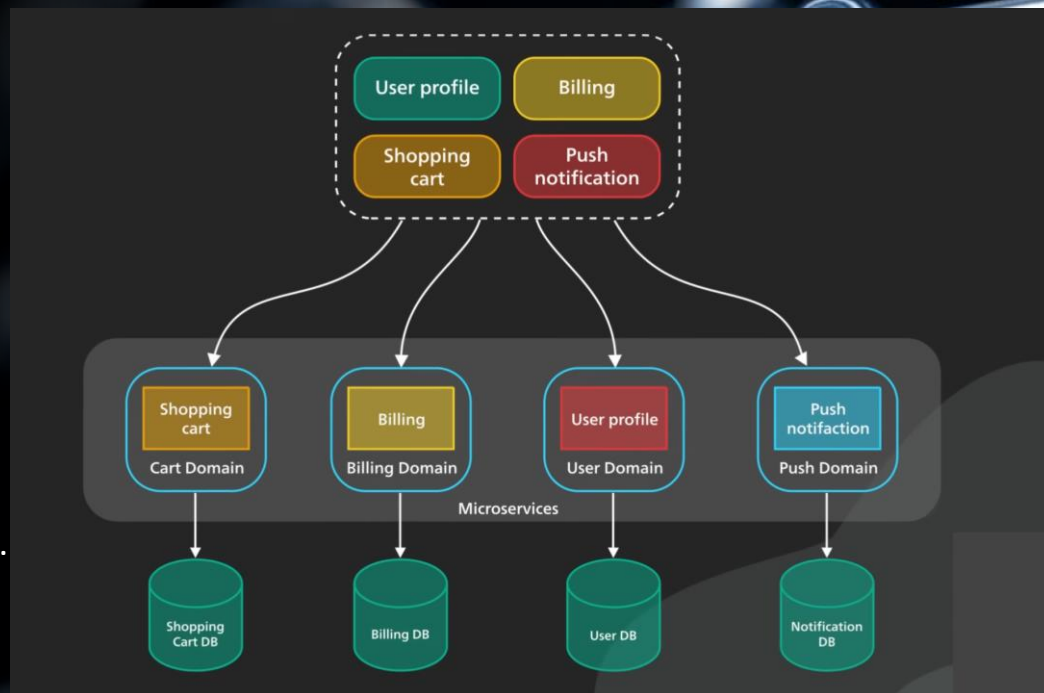 User profile
Billing
Shopping
cart
Push
notification
Shopping
cart
Cart Domain
Billing
Billing Domain
User profile
User Domain
Push
notifaction
Push Domain
Microservices
Shopping
Cart DB
Billing DB
User DB
Notification
DB